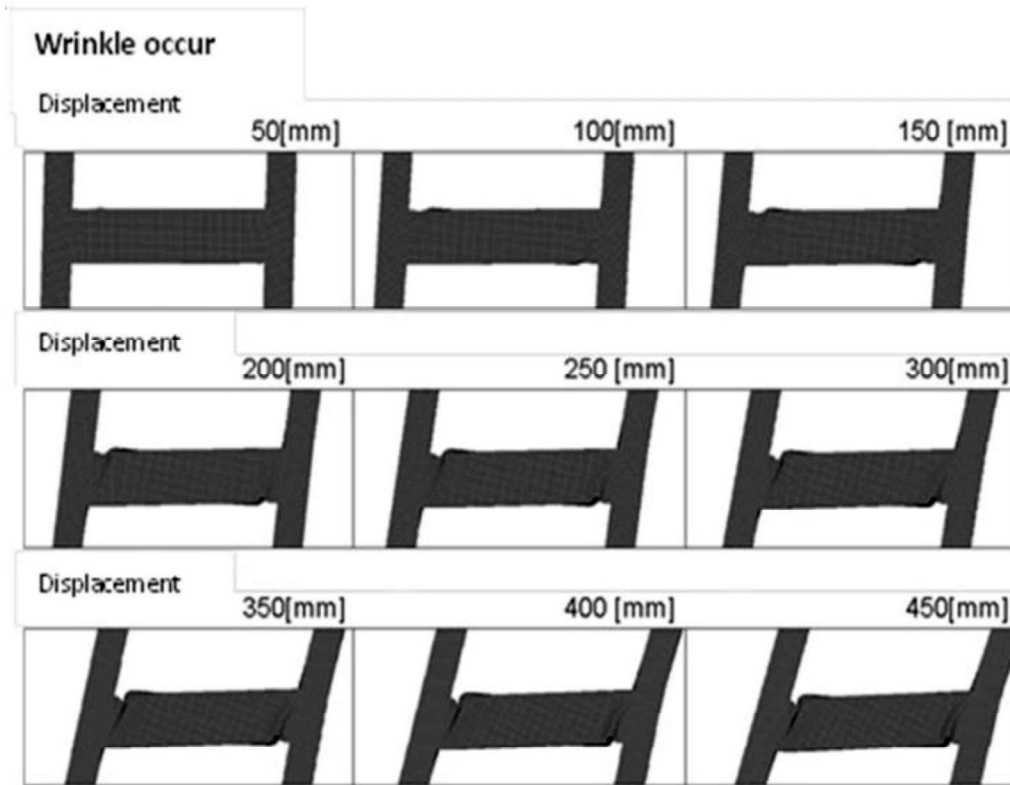 Wrinkle occur
Displacement
50[mm] 100[mm] 150 [mm]
Displacement
200[mm] 250 [mm] 300[mm]
Displacement
350[mm] 400 [mm] 450[mm]